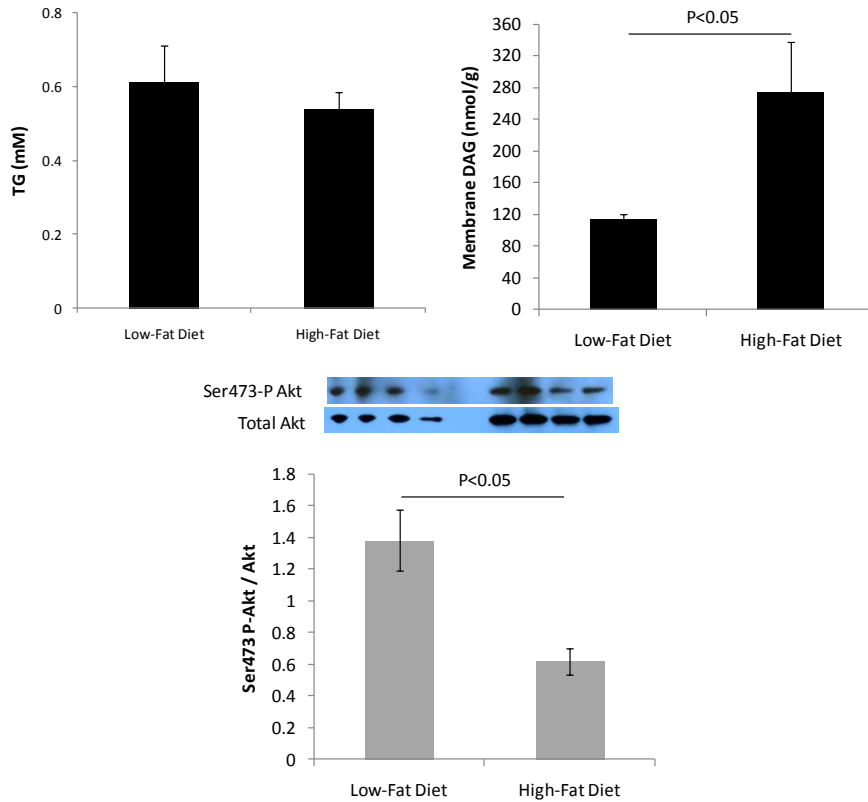 TG (mM)
0.8
0.6
0.4
0.2
0
Low-Fat Diet
High-Fat Diet
P<0.05
Membrane DAG (nmol/g)
360
320
280
240
200
160
120
80
40
0
Low-Fat Diet
High-Fat Diet
Ser473-P Akt
Total Akt
P<0.05
Ser473 P-Akt / Akt
1.8
1.6
1.4
1.2
1
0.8
0.6
0.4
0.2
0
Low-Fat Diet
High-Fat Diet